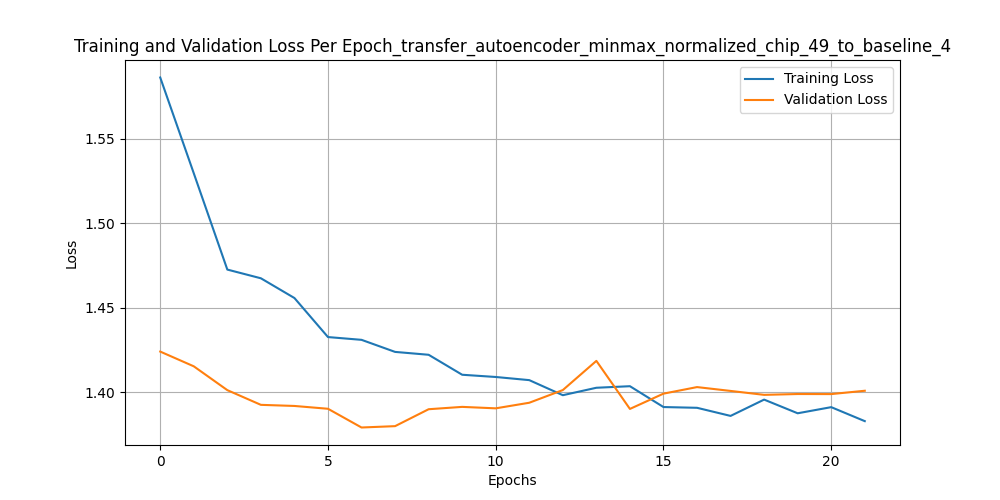 Training and Validation Loss Per Epoch_transfer_autoencoder_minmax_normalized_chip_49_to_baseline_4
Training Loss
Validation Loss
1.55
1.50
1.45
1.40
Loss
0
5
10
15
20
Epochs